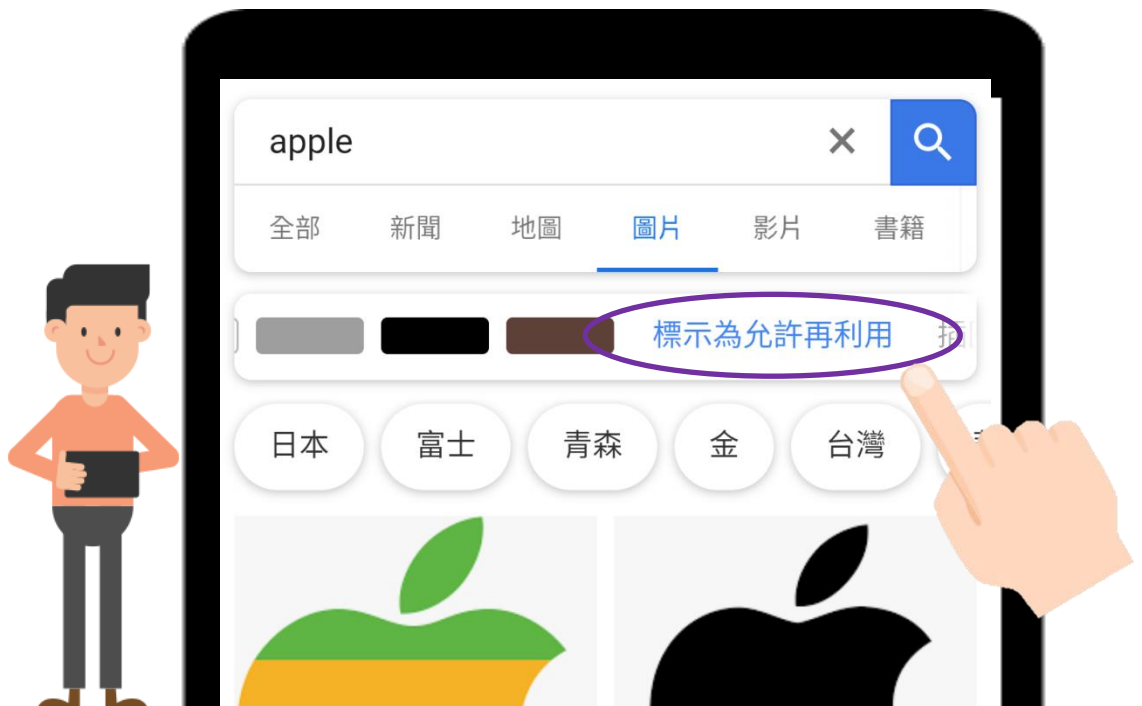 apple
全部 新聞 地圖 圖片 影片 書籍
標示為允許再利用
日本 富士 青森 金 台灣